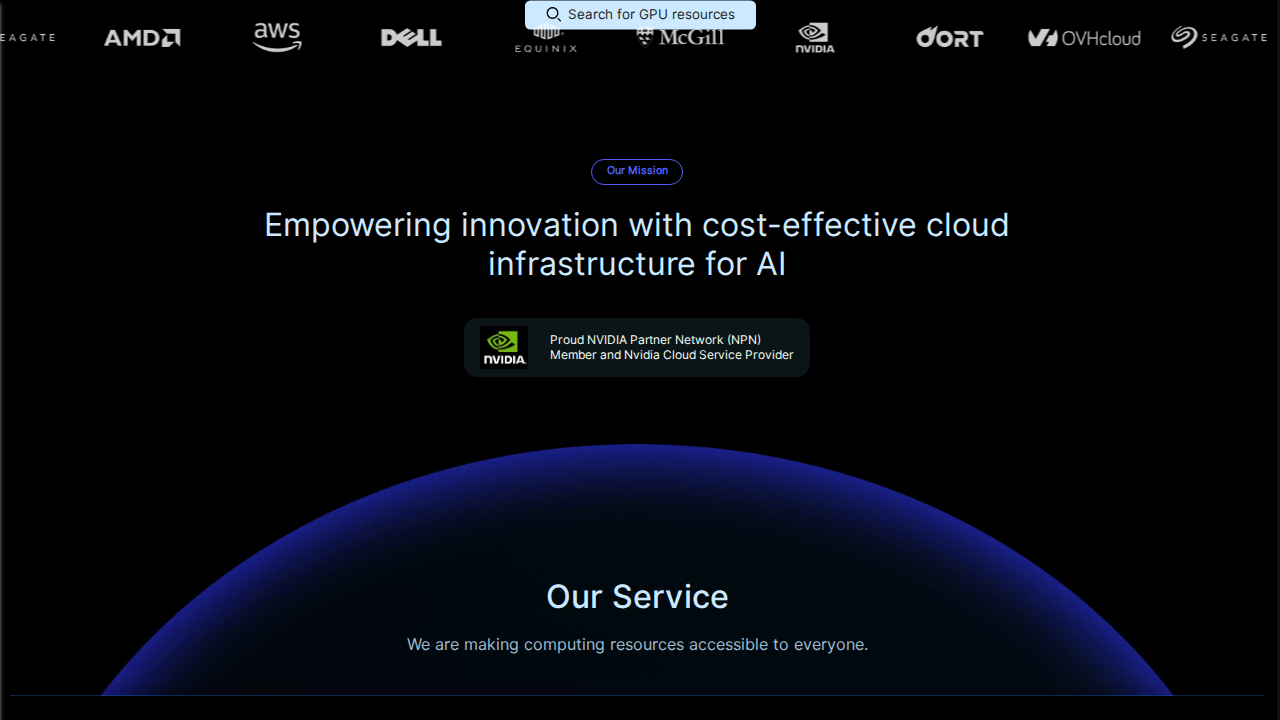 Search for GPU resources
SEAGATE
AMD
aws
DELL
EQUINIX
McGill
NVIDIA
ORT
OVHcloud
SEAGATE
Our Mission
Empowering innovation with cost-effective cloud
infrastructure for AI
NVIDIA.
Proud NVIDIA Partner Network (NPN)
Member and Nvidia Cloud Service Provider
Our Service
We are making computing resources accessible to everyone.